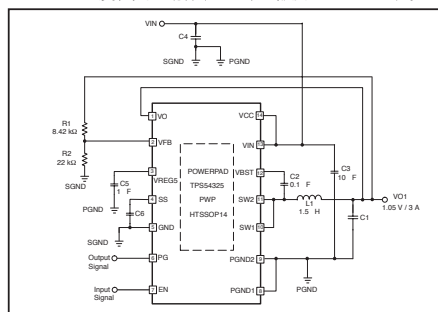 VIN
C4
SGND
PGND
R1
8.42 kΩ
R2
22 kΩ
SGND
1 VO
2 VFB
3 VREG5
4 SS
5 GND
6 PG
7 EN
C5
1 F
PGND
C6
SGND
Output
Signal
Input
Signal
POWERPAD
TPS54325
PWP
HTSSOP14
VCC 14
VIN 13
VBST 12
SW2 11
SW1 10
PGND2 9
PGND1 8
C2
0.1 F
C3
10 F
L1
1.5 H
C1
VO1
1.05 V / 3 A
PGND